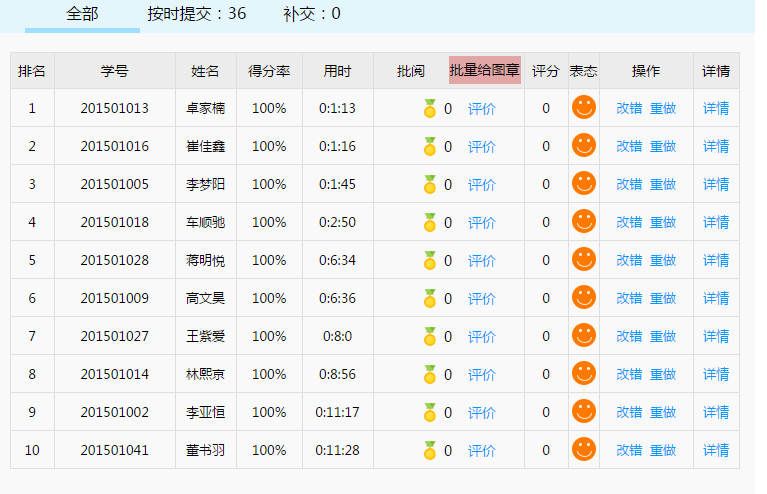 全部 按时提交：36 补交：0
排名 学号 姓名 得分率 用时 批阅 批量给图章 评分 表态 操作 详情
1 201501013 卓家楠 100% 0:1:13 0 评价 0 改错 重做 详情
2 201501016 崔佳鑫 100% 0:1:16 0 评价 0 改错 重做 详情
3 201501005 李梦阳 100% 0:1:45 0 评价 0 改错 重做 详情
4 201501018 车顺驰 100% 0:2:50 0 评价 0 改错 重做 详情
5 201501028 蒋明悦 100% 0:6:34 0 评价 0 改错 重做 详情
6 201501009 高文昊 100% 0:6:36 0 评价 0 改错 重做 详情
7 201501027 王紫爱 100% 0:8:0 0 评价 0 改错 重做 详情
8 201501014 林熙京 100% 0:8:56 0 评价 0 改错 重做 详情
9 201501002 李亚恒 100% 0:11:17 0 评价 0 改错 重做 详情
10 201501041 董书羽 100% 0:11:28 0 评价 0 改错 重做 详情